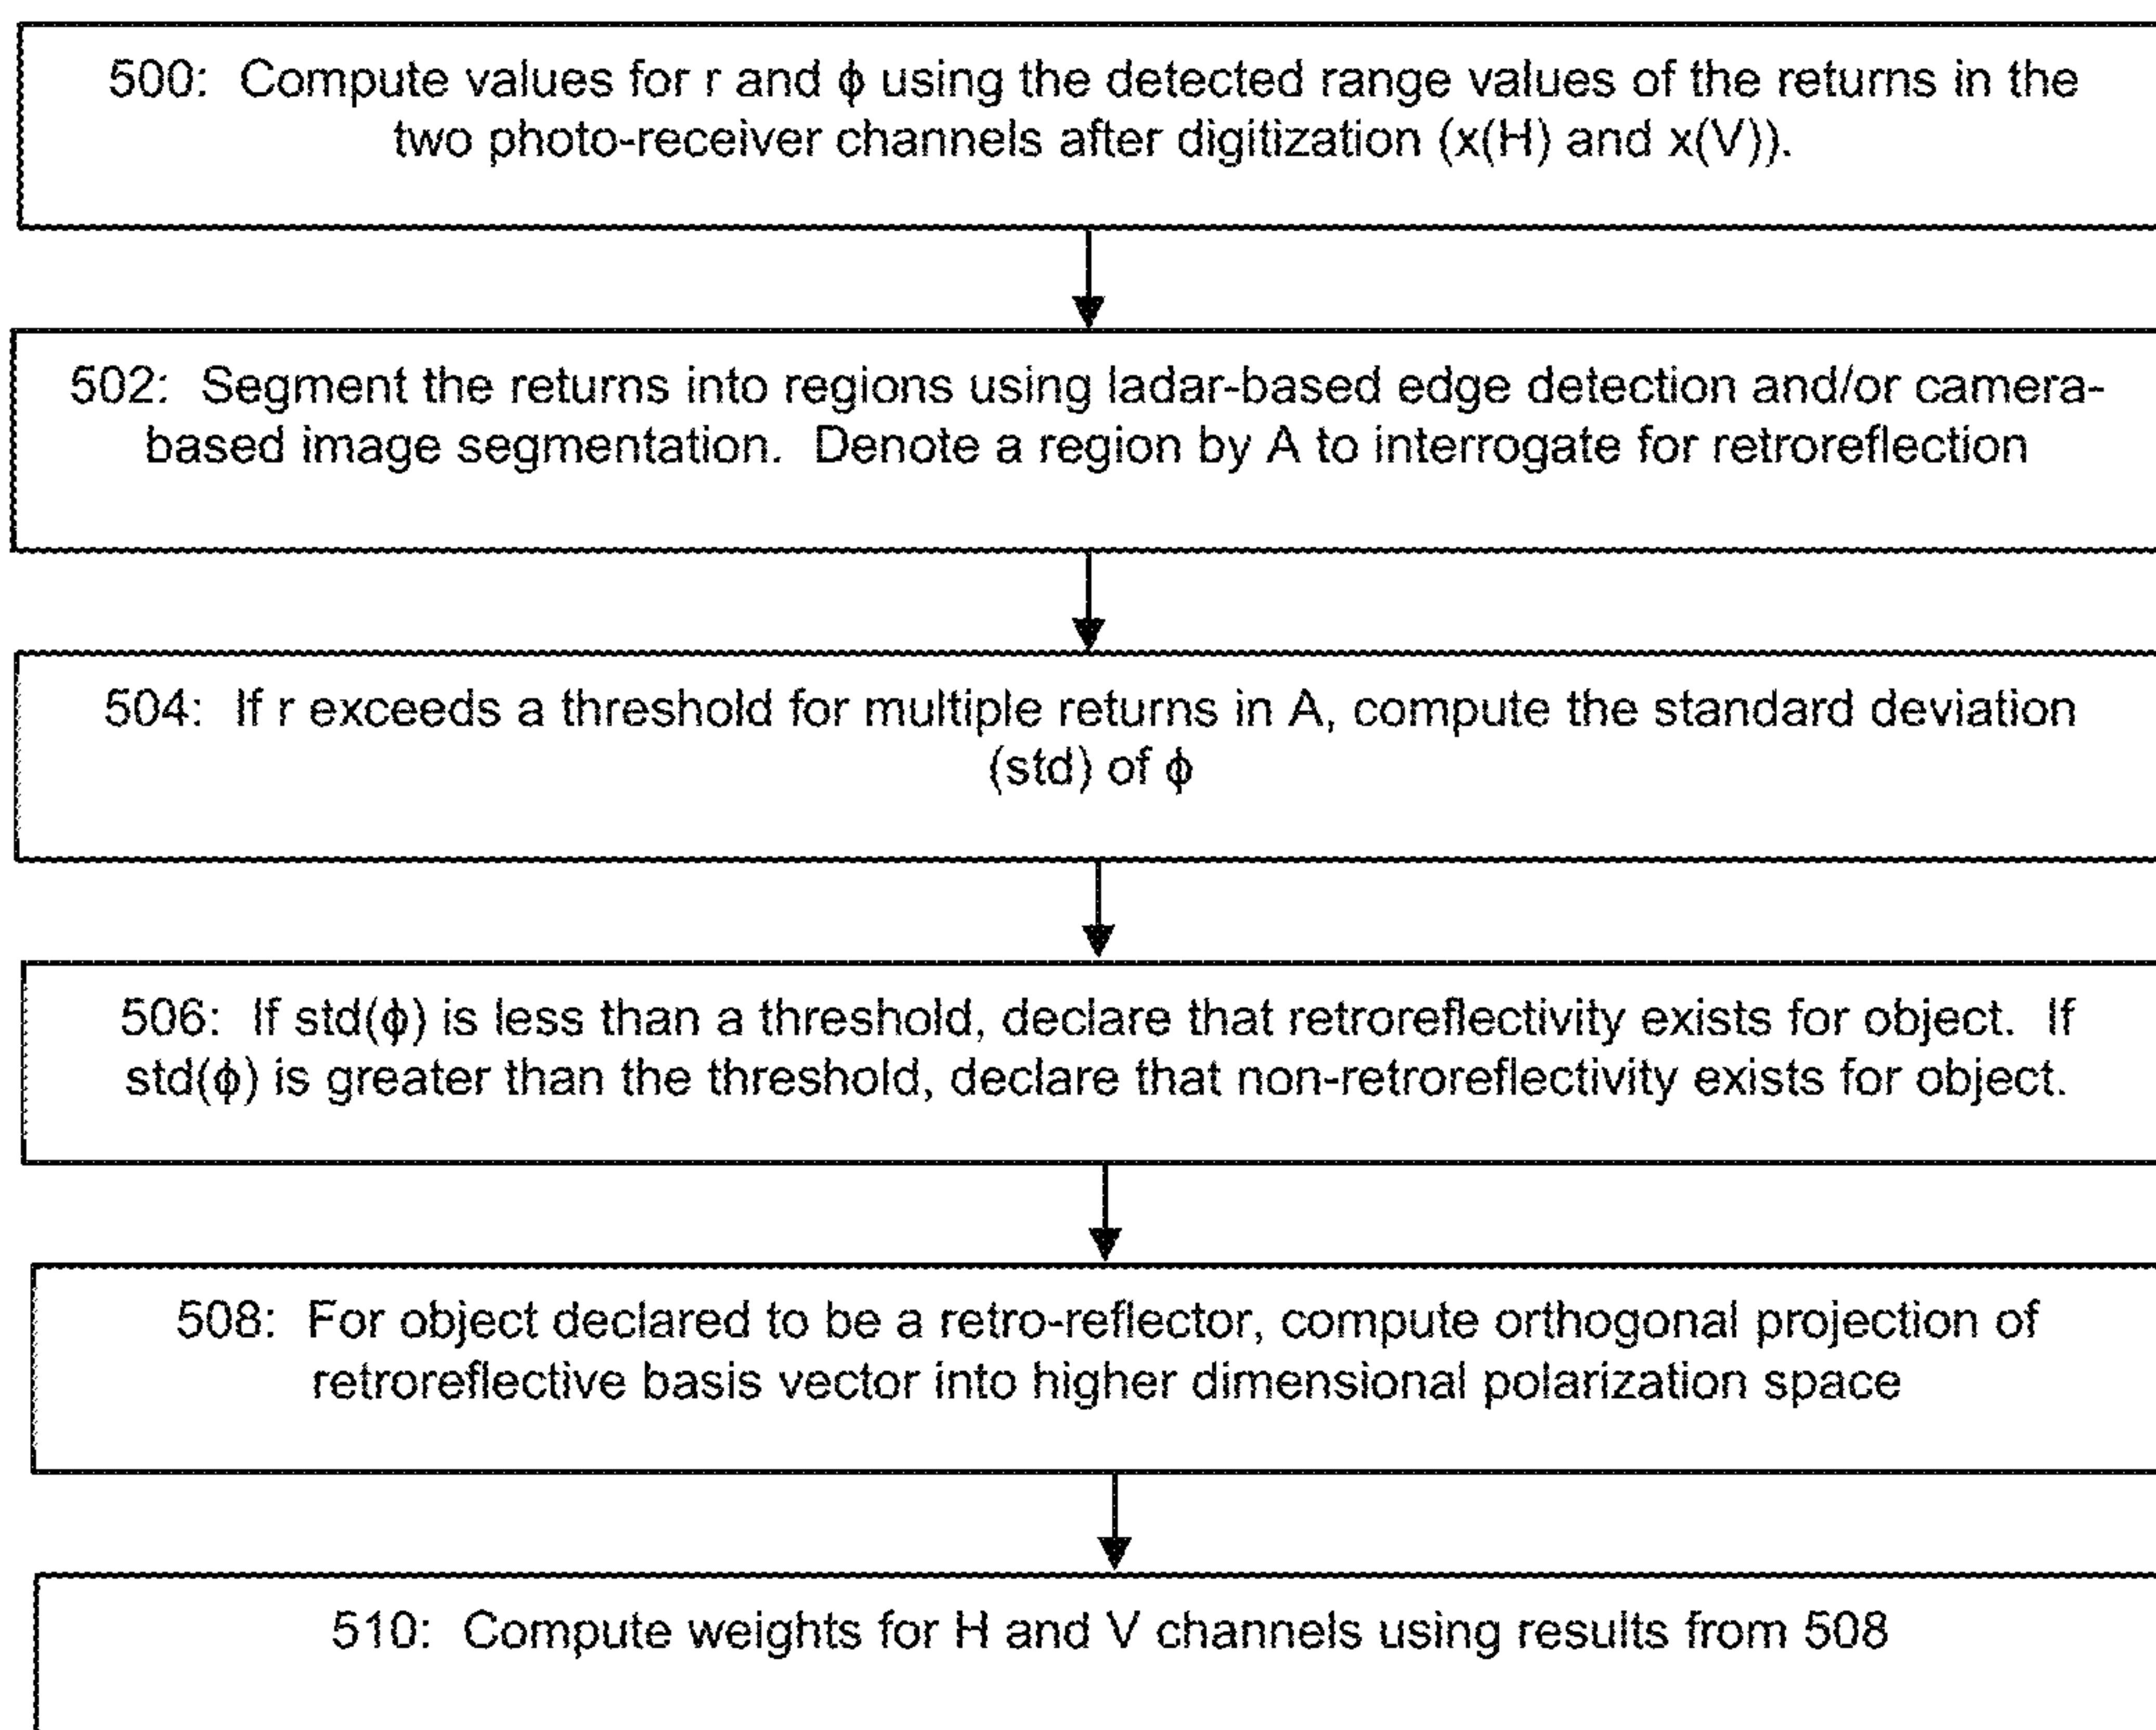 500: Compute values for r and ϕ using the detected range values of the returns in the
two photo-receiver channels after digitization (x(H) and x(V)).
502: Segment the returns into regions using ladar-based edge detection and/or camera-
based image segmentation. Denote a region by A to interrogate for retroreflection
504: If r exceeds a threshold for multiple returns in A, compute the standard deviation
(std) of ϕ
506: If std(ϕ) is less than a threshold, declare that retroreflectivity exists for object. If
std(ϕ) is greater than the threshold, declare that non-retroreflectivity exists for object.
508: For object declared to be a retro-reflector, compute orthogonal projection of
retroreflective basis vector into higher dimensional polarization space
510: Compute weights for H and V channels using results from 508